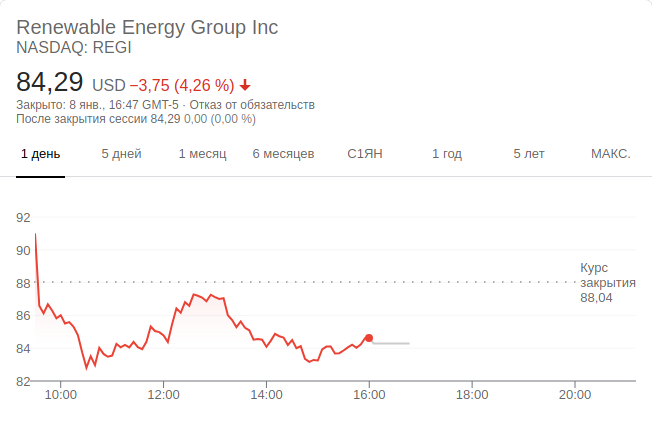 Renewable Energy Group Inc
NASDAQ: REGI
84,29 USD −3,75 (4,26 %)
Закрыто: 8 янв., 16:47 GMT-5 · Отказ от обязательств
После закрытия сессии 84,29 0,00 (0,00 %)
1 день 5 дней 1 месяц 6 месяцев С1ЯН 1 год 5 лет МАКС.
92
90
88
86
84
82
Курс
закрытия
88,04
10:00 12:00 14:00 16:00 18:00 20:00